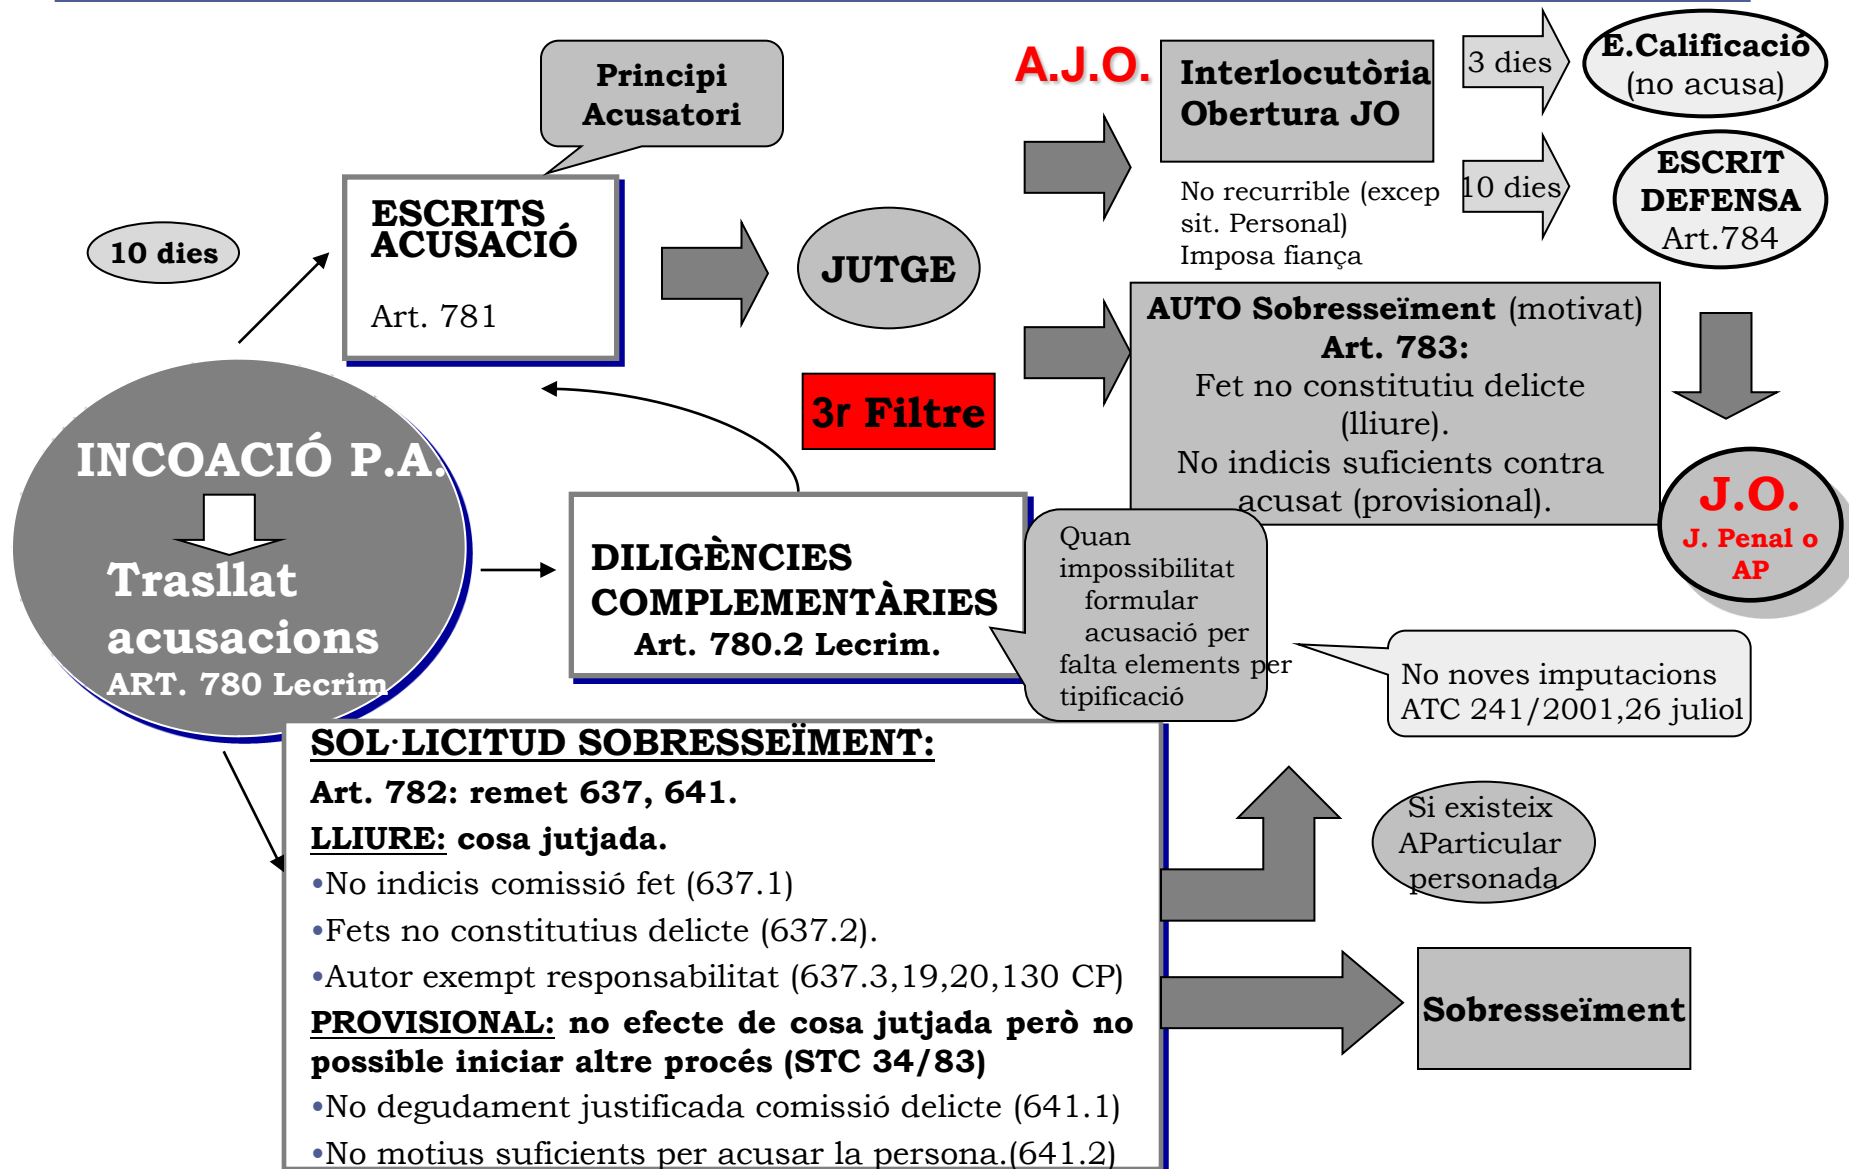 Principi
Acusatori
A.J.O.
Interlocutòria
Obertura JO
3 dies
E.Calificació
(no acusa)
10 dies
ESCRIT
DEFENSA
Art.784
No recurrible (excep
sit. Personal)
Imposa fiança
10 dies
ESCRITS
ACUSACIÓ
Art. 781
JUTGE
AUTO Sobresseïment (motivat)
Art. 783:
Fet no constitutiu delicte
(lliure).
No indicis suficients contra
acusat (provisional).
3r Filtre
INCOACIÓ P.A.
Trasllat
acusacions
ART. 780 Lecrim
J.O.
J. Penal o
AP
DILIGÈNCIES
COMPLEMENTÀRIES
Art. 780.2 Lecrim.
Quan
impossibilitat
formular
acusació per
falta elements per
tipificació
No noves imputacions
ATC 241/2001,26 juliol
SOL·LICITUD SOBRESSEÏMENT:
Art. 782: remet 637, 641.
LLIURE: cosa jutjada.
•No indicis comissió fet (637.1)
•Fets no constitutius delicte (637.2).
•Autor exempt responsabilitat (637.3,19,20,130 CP)
PROVISIONAL: no efecte de cosa jutjada però no
possible iniciar altre procés (STC 34/83)
•No degudament justificada comissió delicte (641.1)
•No motius suficients per acusar la persona.(641.2)
Si existeix
AParticular
personada
Sobresseïment